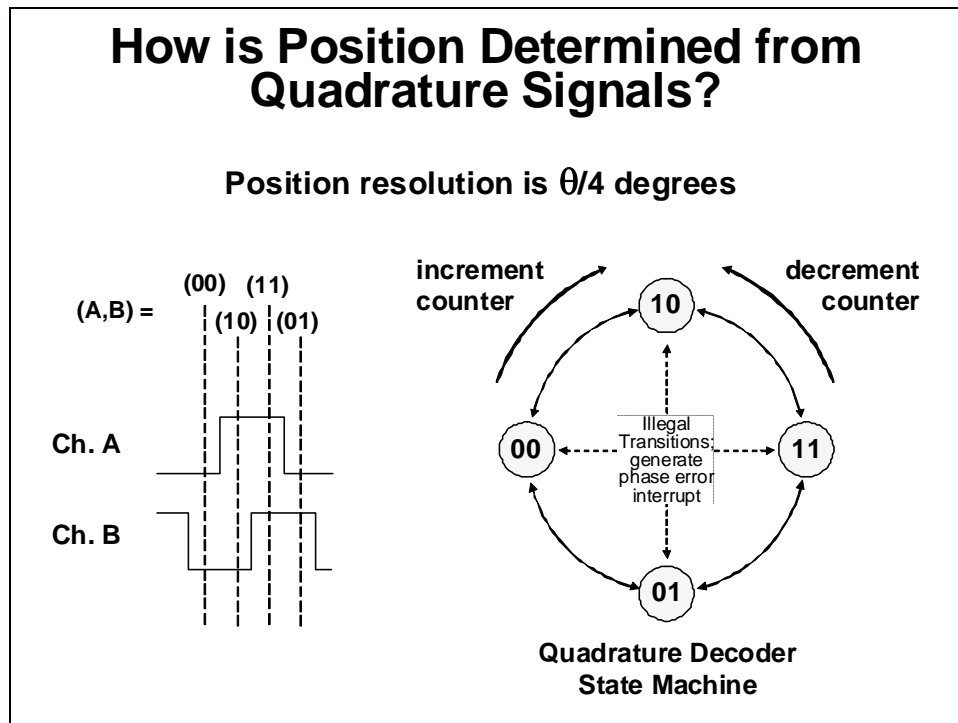 How is Position Determined from
Quadrature Signals?
Position resolution is θ/4 degrees
(A,B) =
(00)
(11)
(10)
(01)
Ch. A
Ch. B
increment
counter
decrement
counter
10
00
Illegal
Transitions;
generate
phase error
interrupt
11
01
Quadrature Decoder
State Machine